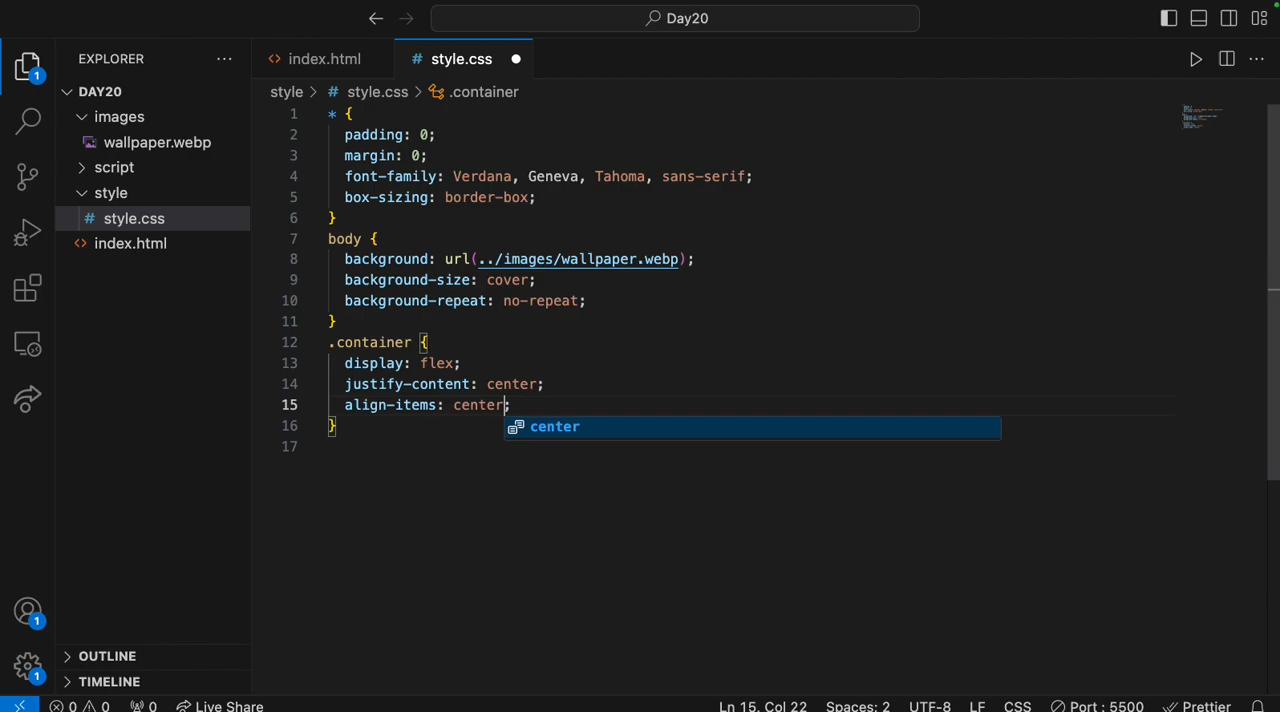 Day20
EXPLORER ...
index.html
# style.css
DAY20
images
wallpaper.webp
script
style
# style.css
index.html
style > # style.css > .container
1 * {
2 padding: 0;
3 margin: 0;
4 font-family: Verdana, Geneva, Tahoma, sans-serif;
5 box-sizing: border-box;
6 }
7 body {
8 background: url(../images/wallpaper.webp);
9 background-size: cover;
10 background-repeat: no-repeat;
11 }
12 .container {
13 display: flex;
14 justify-content: center;
15 align-items: center;
center
16 }
17
1
1
1
OUTLINE
TIMELINE
0 0 0 Live Share Ln 15, Col 22 Spaces: 2 UTF-8 LF CSS Port : 5500 Prettier